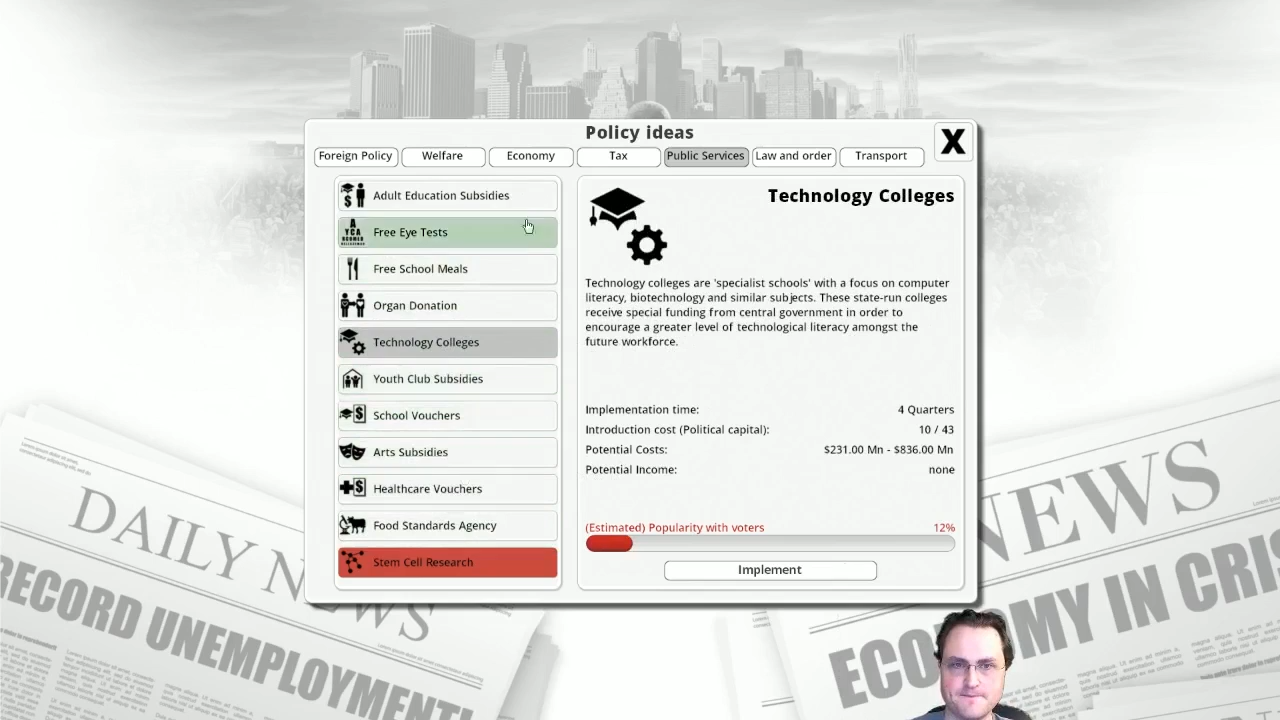 Policy ideas
X
Foreign Policy
Welfare
Economy
Tax
Public Services
Law and order
Transport
Adult Education Subsidies
Free Eye Tests
Free School Meals
Organ Donation
Technology Colleges
Youth Club Subsidies
School Vouchers
Arts Subsidies
Healthcare Vouchers
Food Standards Agency
Stem Cell Research
Technology Colleges
Technology colleges are 'specialist schools' with a focus on computer
literacy, biotechnology and similar subjects. These state-run colleges
receive special funding from central government in order to
encourage a greater level of technological literacy amongst the
future workforce.
Implementation time: 4 Quarters
Introduction cost (Political capital): 10 / 43
Potential Costs: $231.00 Mn - $836.00 Mn
Potential Income: none
(Estimated) Popularity with voters 12%
Implement
DAILY NEWS
RECORD UNEMPLOYMENT!
NEWS
ECONOMY IN CRIS